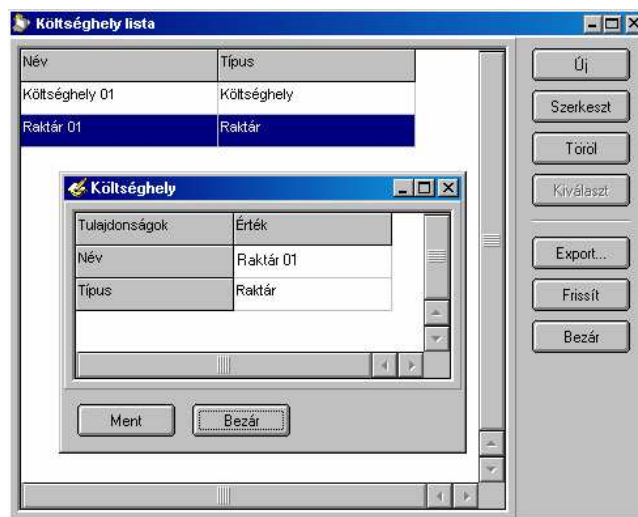 Költséghely lista
Név Típus
Költséghely 01 Költséghely
Raktár 01 Raktár
Költséghely
Tulajdonságok Érték
Név Raktár 01
Típus Raktár
Ment Bezár
Új
Szerkeszt
Töröl
Kiválaszt
Export...
Frissít
Bezár